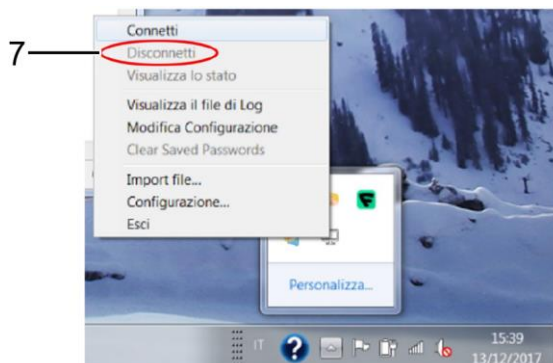 7
Connetti
Disconnetti
Visualizza lo stato
Visualizza il file di Log
Modifica Configurazione
Clear Saved Passwords
Import file...
Configurazione...
Esci
Personalizza...
IT
15:39
13/12/2017